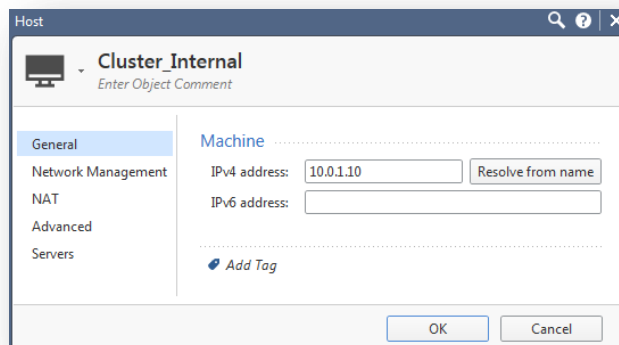 Host
Cluster_Internal
Enter Object Comment
General
Network Management
NAT
Advanced
Servers
Machine
IPv4 address: 10.0.1.10 Resolve from name
IPv6 address:
Add Tag
OK Cancel